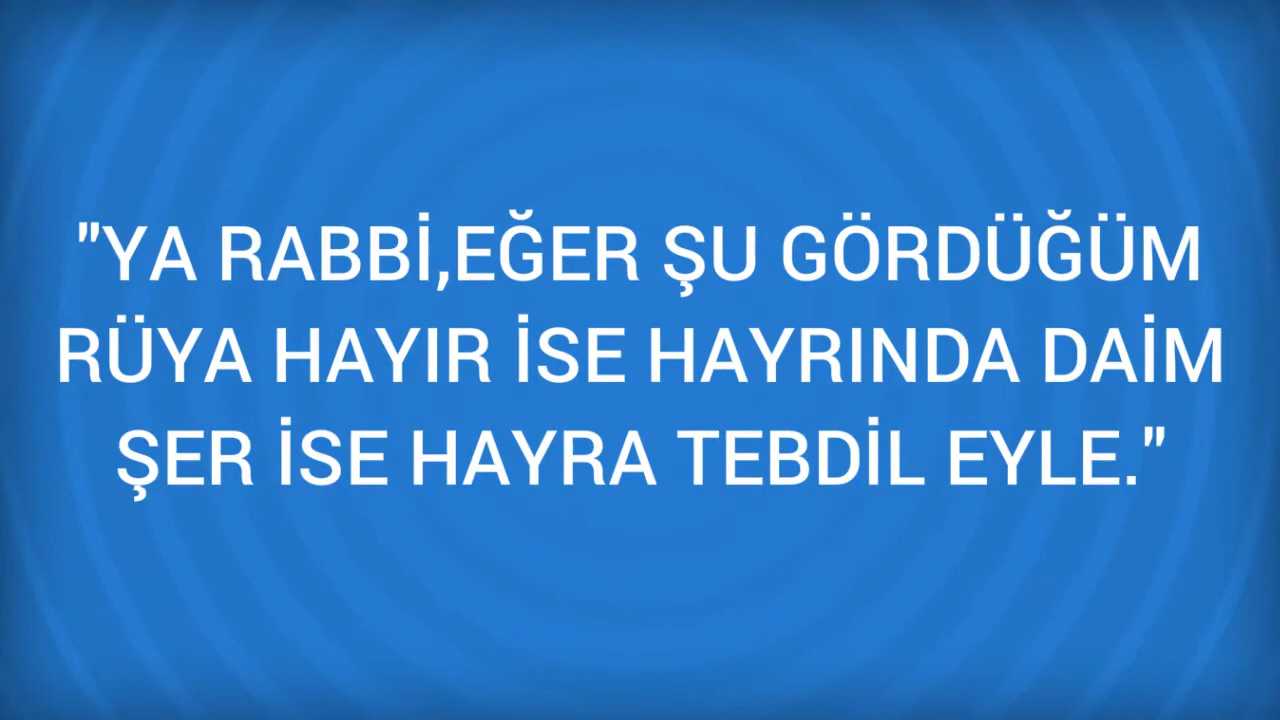 "YA RABBİ,EĞER ŞU GÖRDÜĞÜM
RÜYA HAYIR İSE HAYRINDA DAİM
ŞER İSE HAYRA TEBDİL EYLE."